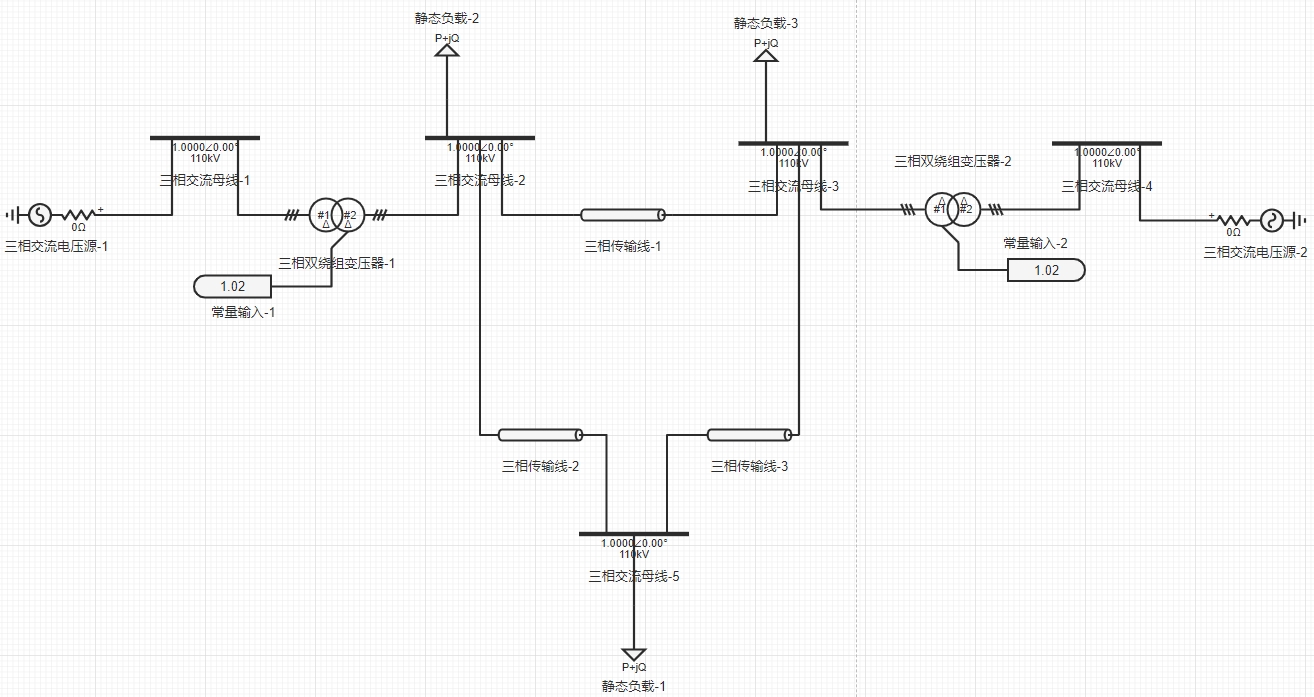 静态负载-2
P+jQ
静态负载-3
P+jQ
1.0000∠0.00°
110kV
三相交流母线-1
1.0000∠0.00°
110kV
三相交流母线-2
1.0000∠0.00°
110kV
三相交流母线-3
三相双绕组变压器-2
1.0000∠0.00°
110kV
三相交流母线-4
+
0Ω
三相交流电压源-1
#1 #2
三相双绕组变压器-1
1.02
常量输入-1
三相传输线-1
#1 #2
常量输入-2
1.02
+
0Ω
三相交流电压源-2
三相传输线-2
三相传输线-3
1.0000∠0.00°
110kV
三相交流母线-5
P+jQ
静态负载-1